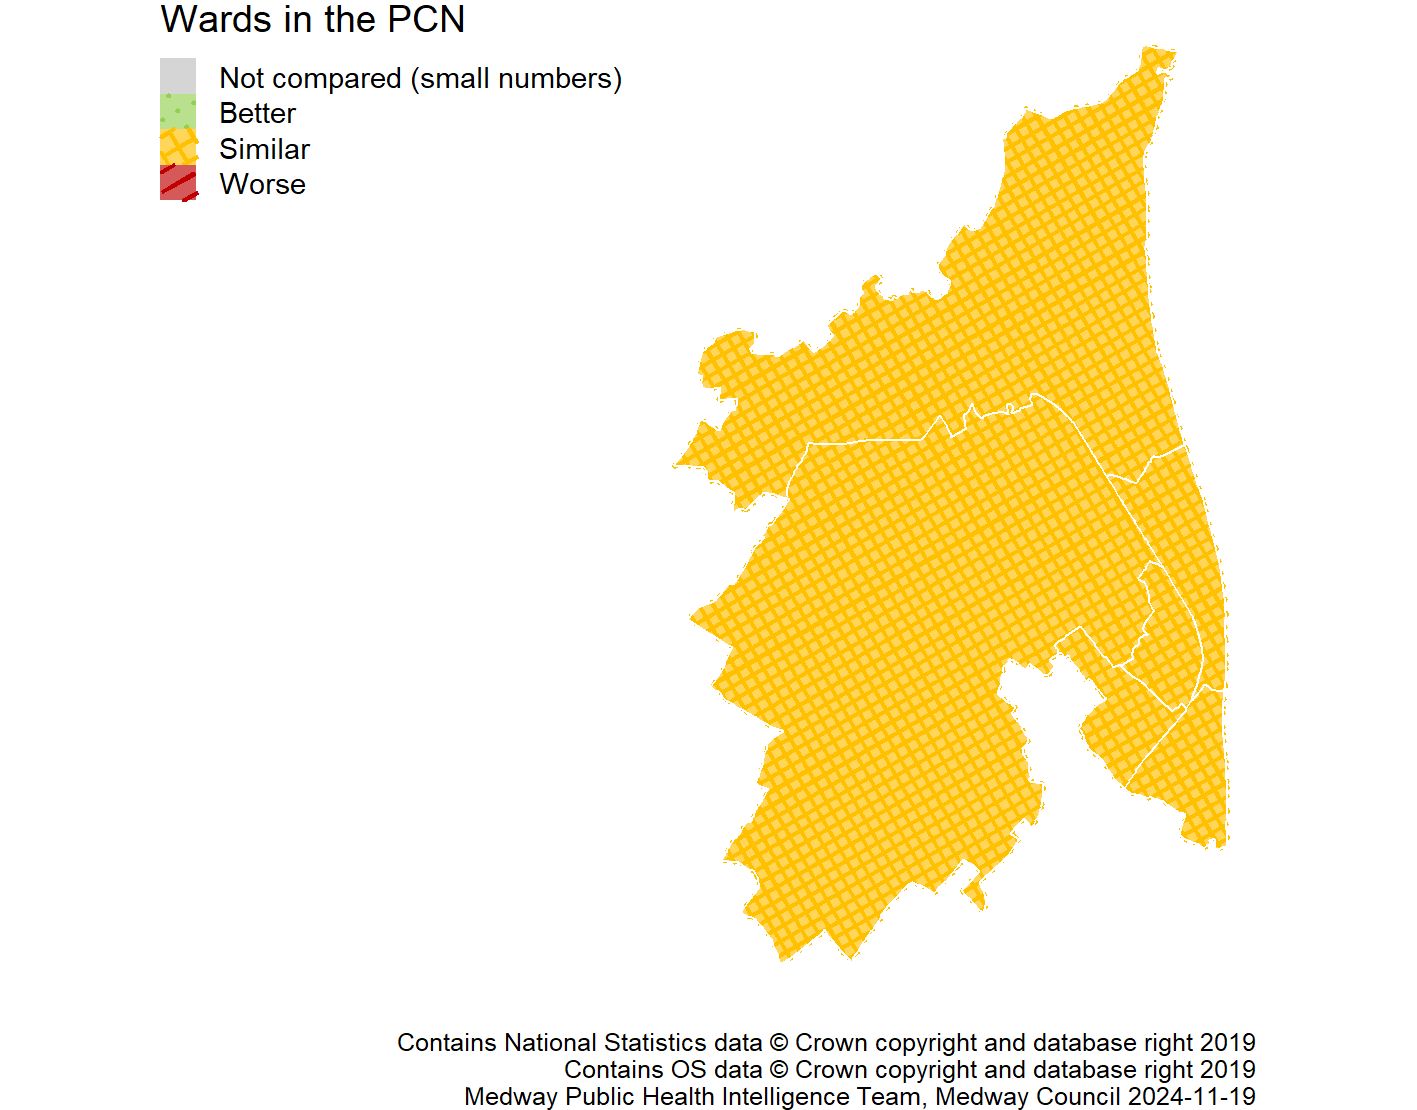 Wards in the PCN
Not compared (small numbers)
Better
Similar
Worse
Contains National Statistics data © Crown copyright and database right 2019
Contains OS data © Crown copyright and database right 2019
Medway Public Health Intelligence Team, Medway Council 2024-11-19